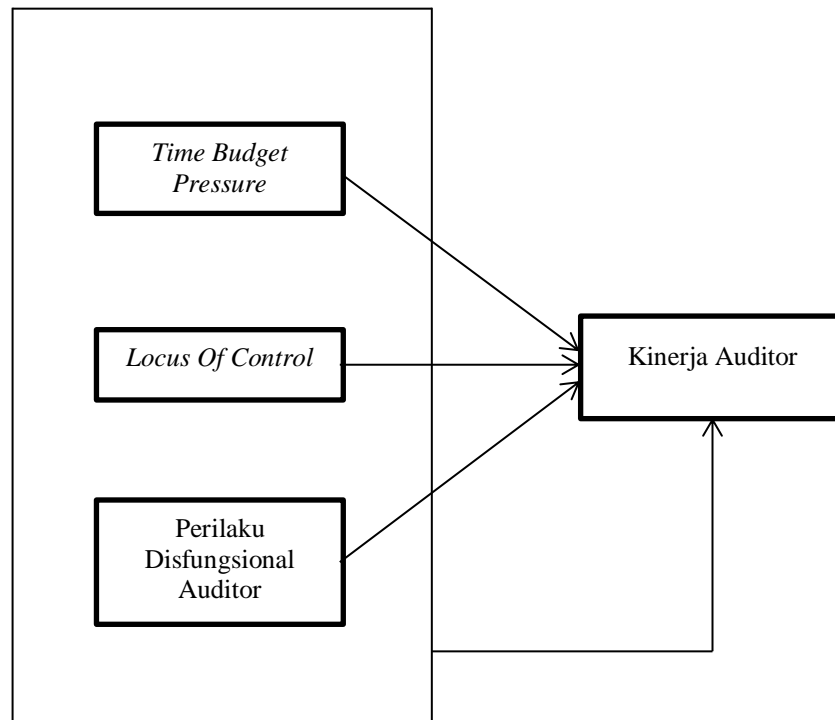 Time Budget
Pressure
Locus Of Control
Kinerja Auditor
Perilaku
Disfungsional
Auditor